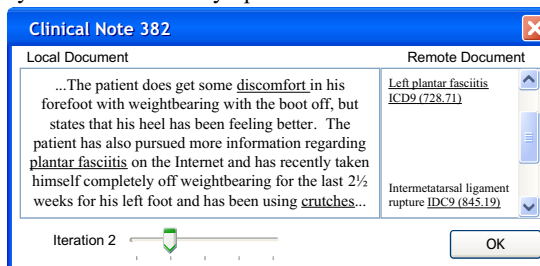 Clinical Note 382
Local Document
Remote Document
...The patient does get some discomfort in his
forefoot with weightbearing with the boot off, but
states that his heel has been feeling better. The
patient has also pursued more information regarding
plantar fasciitis on the Internet and has recently taken
himself completely off weightbearing for the last 2½
weeks for his left foot and has been using crutches...
Left plantar fasciitis
ICD9 (728.71)
Intermetatarsal ligament
rupture IDC9 (845.19)
Iteration 2
OK